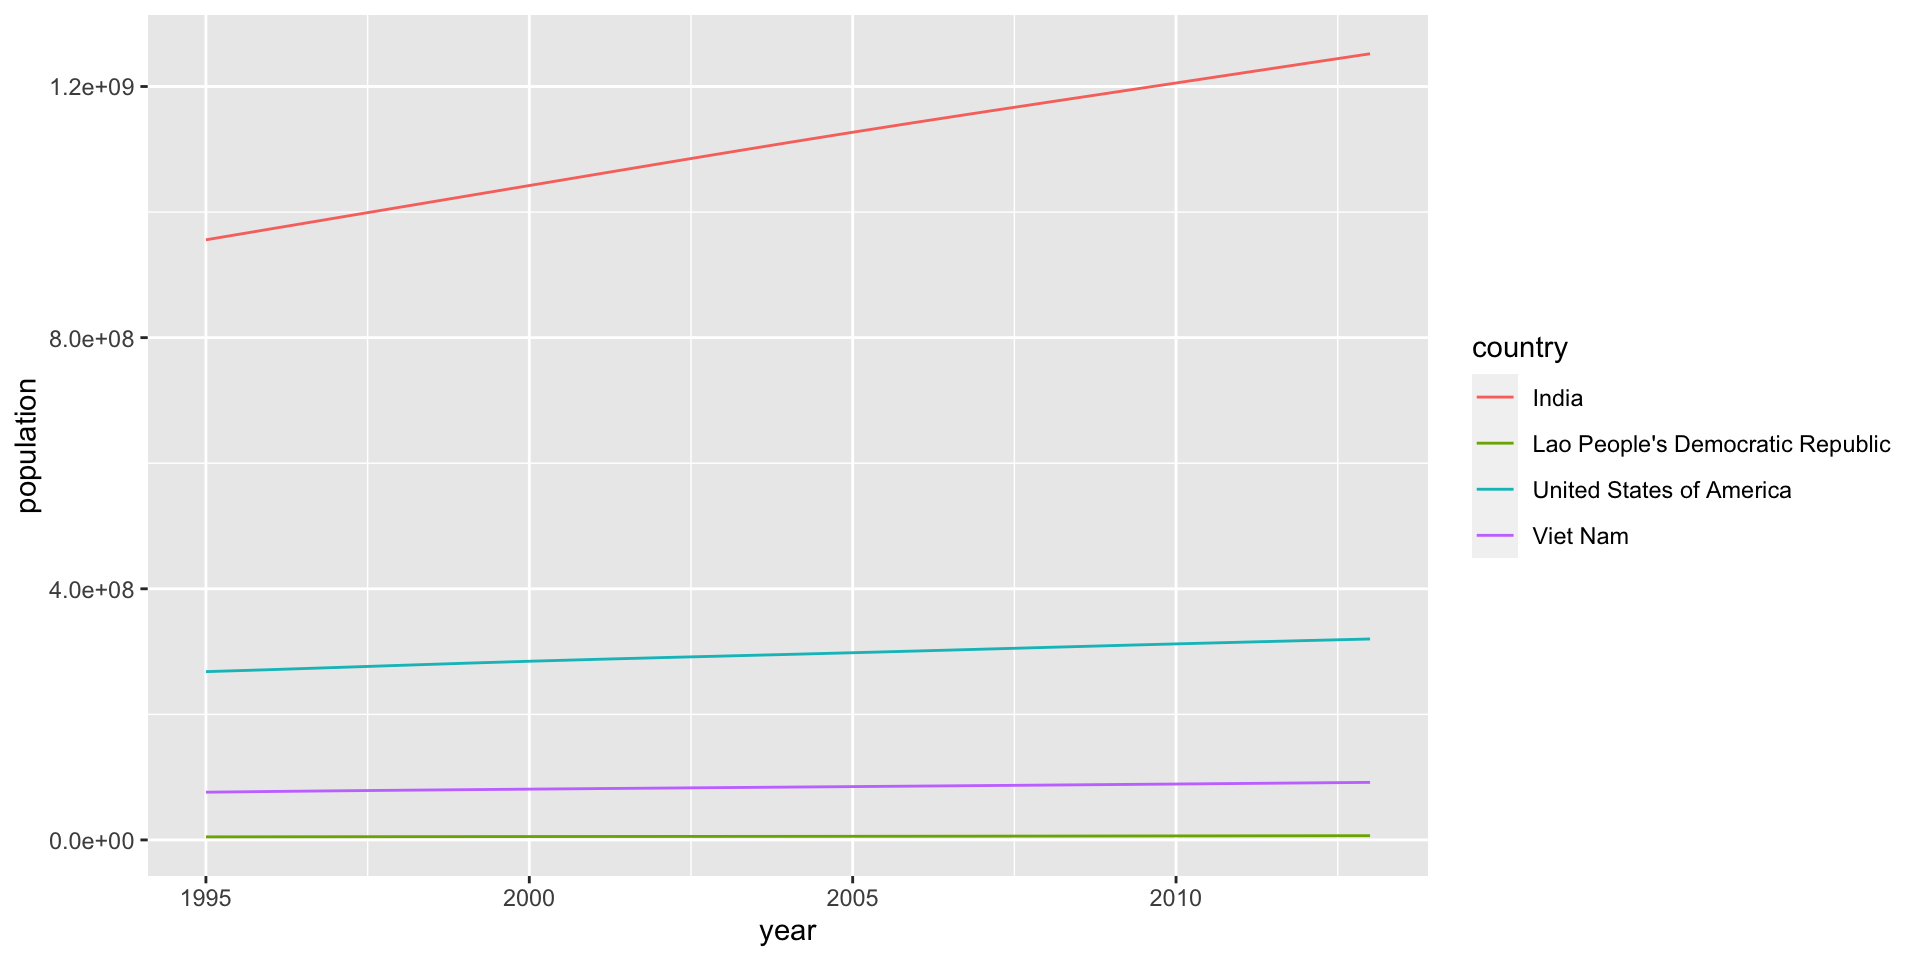 1.2e+09
8.0e+08
4.0e+08
0.0e+00
population
1995 2000 2005 2010
year
country
India
Lao People's Democratic Republic
United States of America
Viet Nam